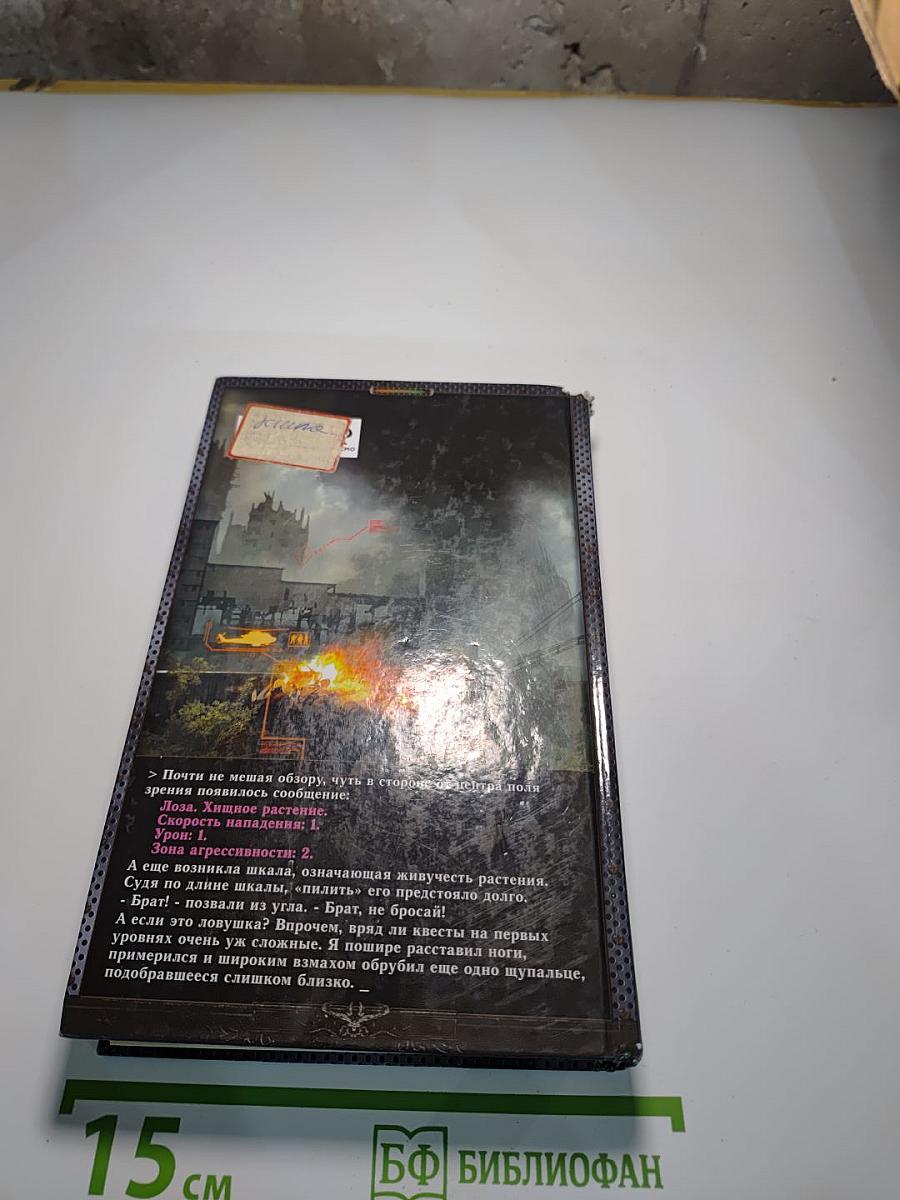 книга
> Почти не мешая обзору, чуть в стороне от центра поля
зрения появилось сообщение:
Лоза. Хищное растение.
Скорость нападения: 1.
Урон: 1.
Зона агрессивности: 2.
А еще возникла шкала, означающая живучесть растения.
Судя по длине шкалы, «пилить» его предстояло долго.
- Брат! - позвали из угла. - Брат, не бросай!
А если это ловушка? Впрочем, вряд ли квесты на первых
уровнях очень уж сложные. Я пошире расставил ноги,
примерился и широким взмахом обрубил еще одно щупальце,
подобравшееся слишком близко. _
15 см
БФ БИБЛИОФАН